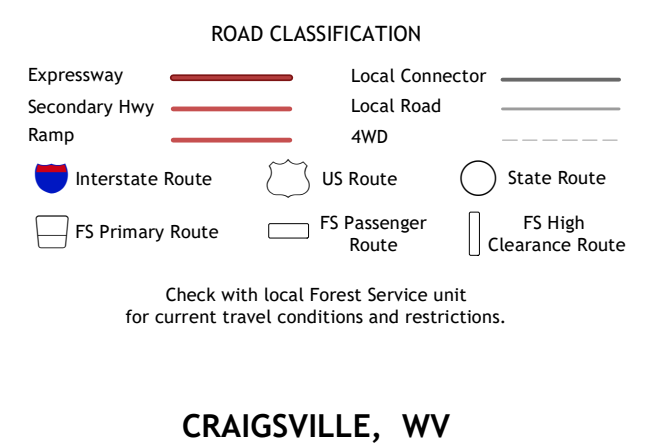 ROAD CLASSIFICATION
Expressway
Local Connector
Secondary Hwy
Local Road
Ramp
4WD
Interstate Route
US Route
State Route
FS Primary Route
FS Passenger
Route
FS High
Clearance Route
Check with local Forest Service unit
for current travel conditions and restrictions.
CRAIGSVILLE, WV